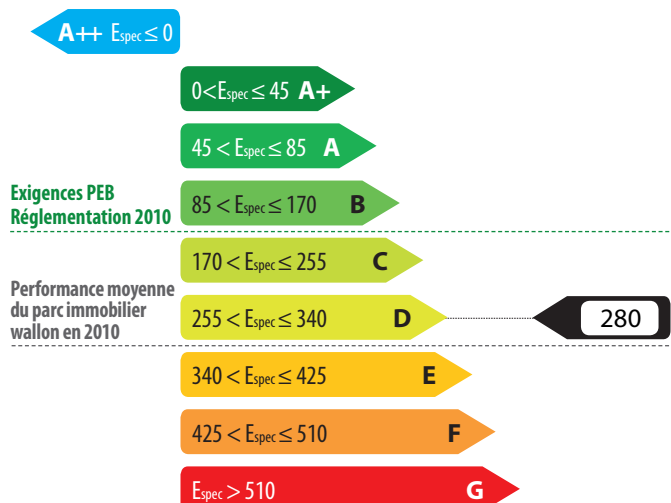 A++ Espec ≤ 0
0<Espec ≤ 45 A+
45 < Espec ≤ 85 A
Exigences PEB
Réglementation 2010
85 < Espec ≤ 170 B
170 < Espec ≤ 255 C
Performance moyenne
du parc immobilier
wallon en 2010
255 < Espec ≤ 340 D
280
340 < Espec ≤ 425 E
425 < Espec ≤ 510 F
Espec > 510 G